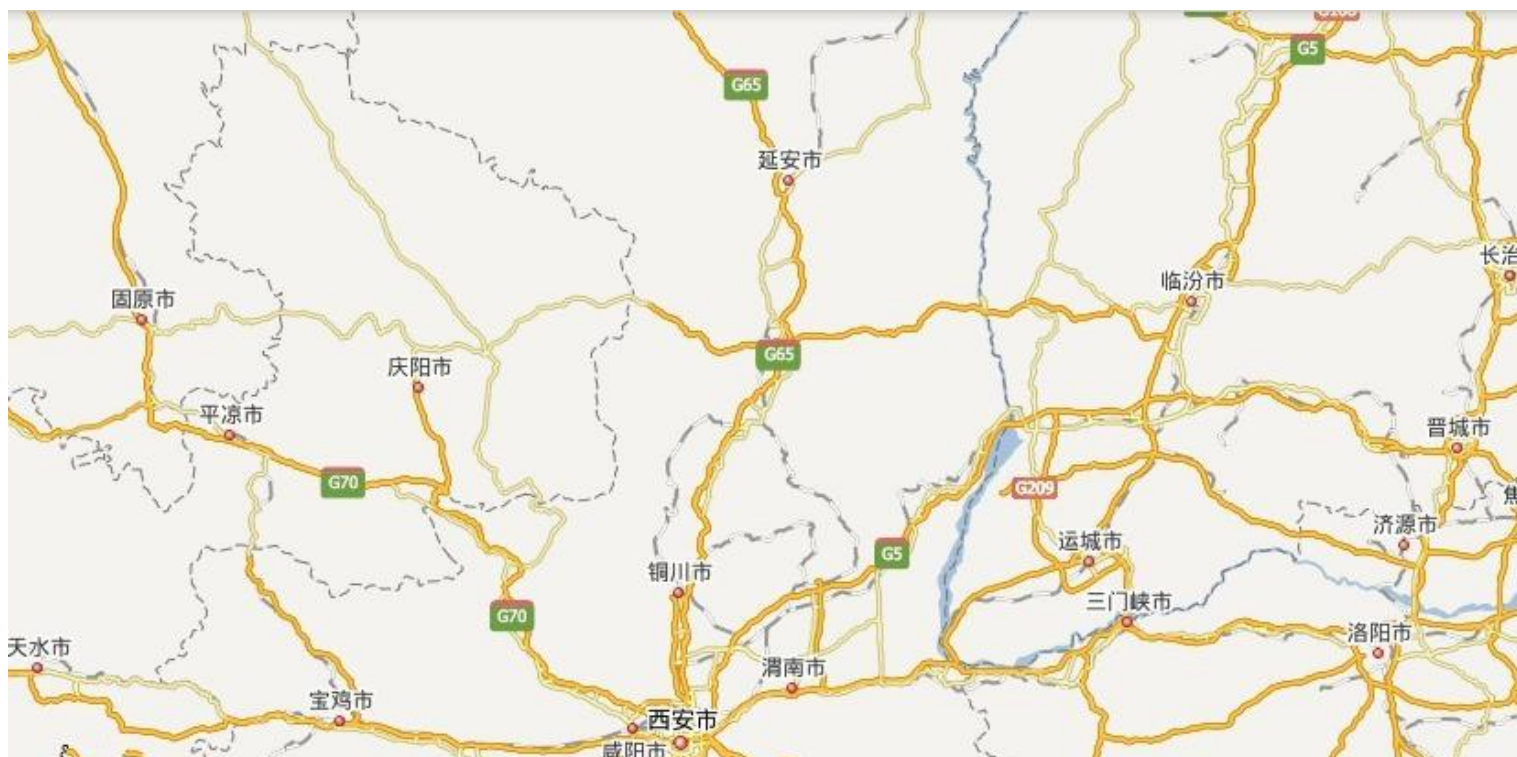 G65
G5
延安市
长治
固原市
临汾市
G65
庆阳市
平凉市
晋城市
G70
G209
济源市
G5
运城市
铜川市
三门峡市
G70
洛阳市
天水市
渭南市
宝鸡市
西安市
咸阳市